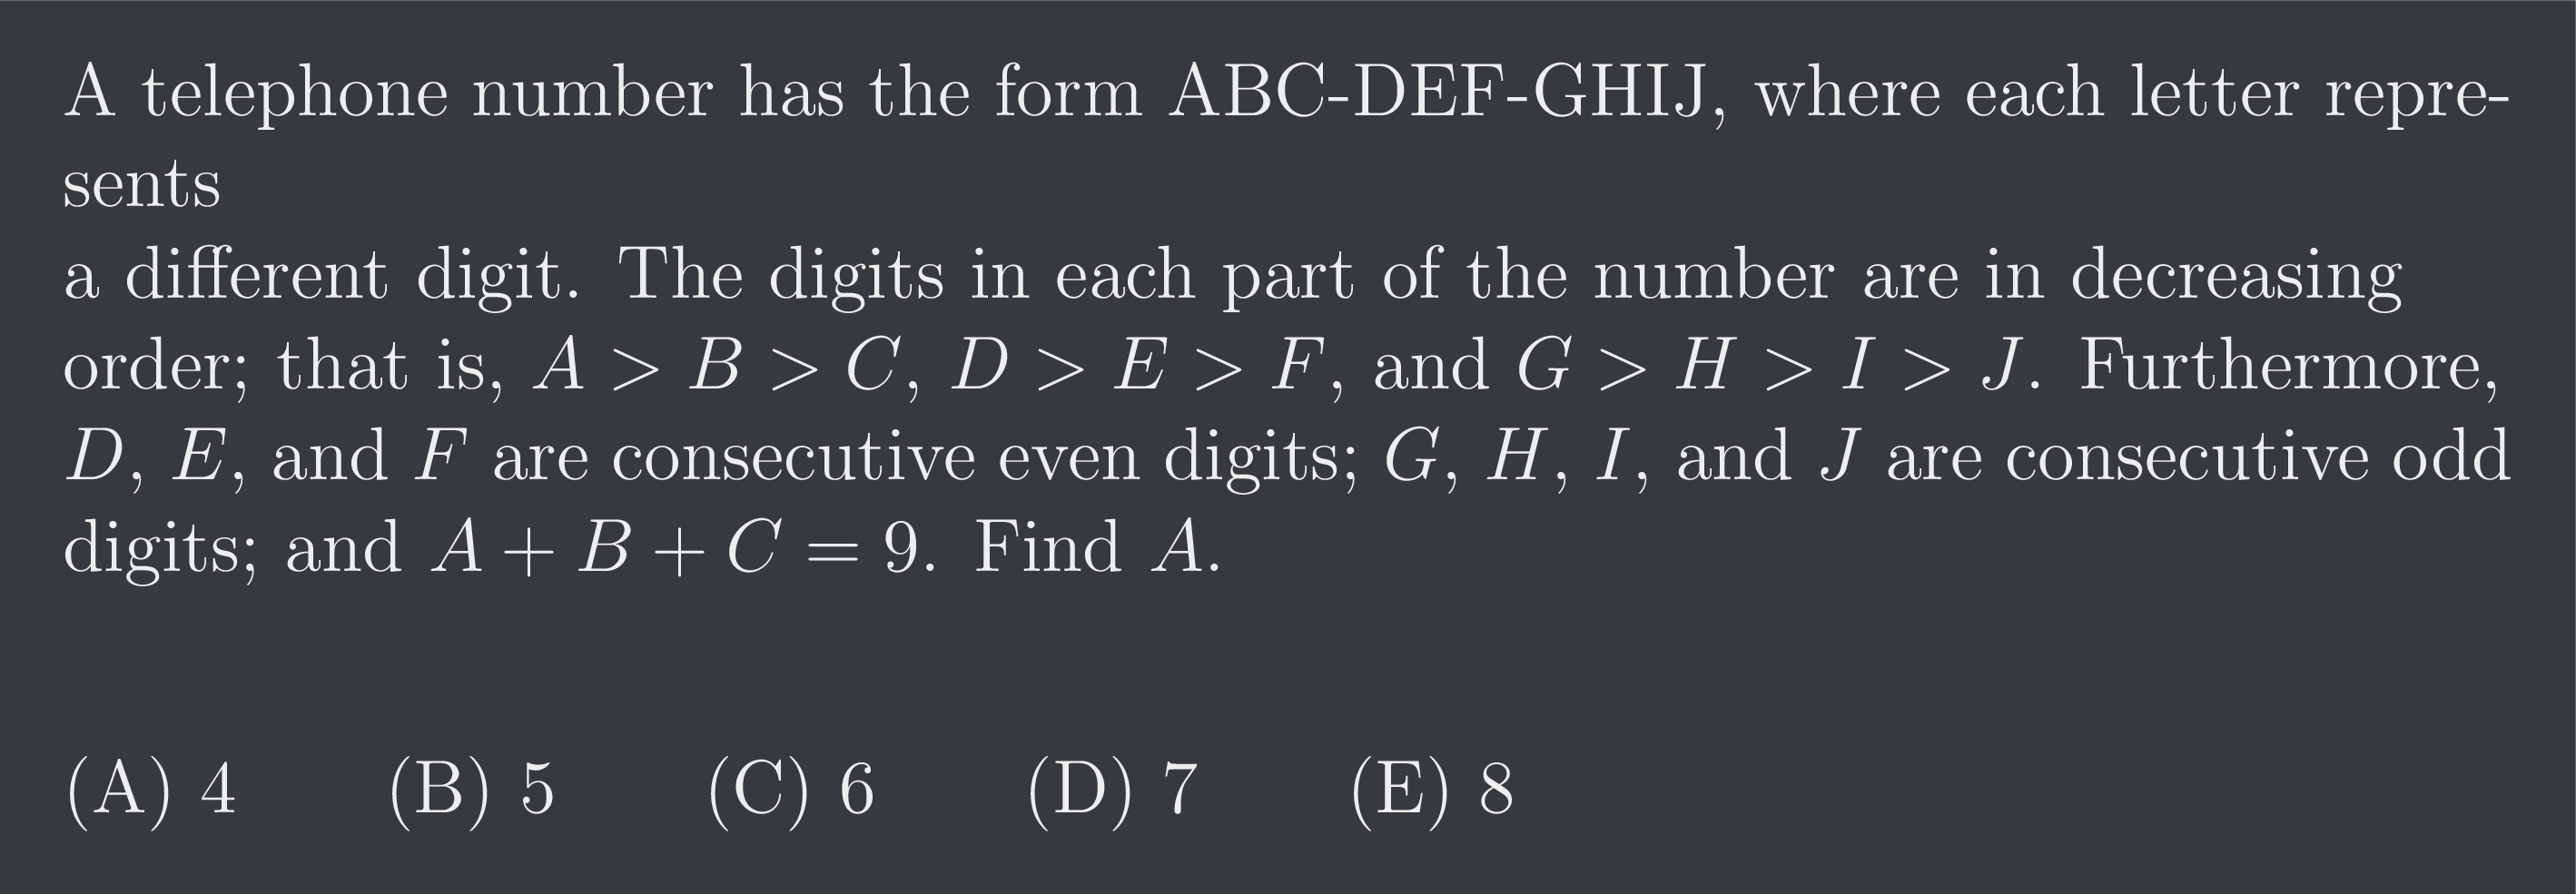 A telephone number has the form ABC-DEF-GHIJ, where each letter repre-
sents
a different digit. The digits in each part of the number are in decreasing
order; that is, A > B > C, D > E > F, and G > H > I > J. Furthermore,
D, E, and F are consecutive even digits; G, H, I, and J are consecutive odd
digits; and A + B + C = 9. Find A.
(A) 4 (B) 5 (C) 6 (D) 7 (E) 8